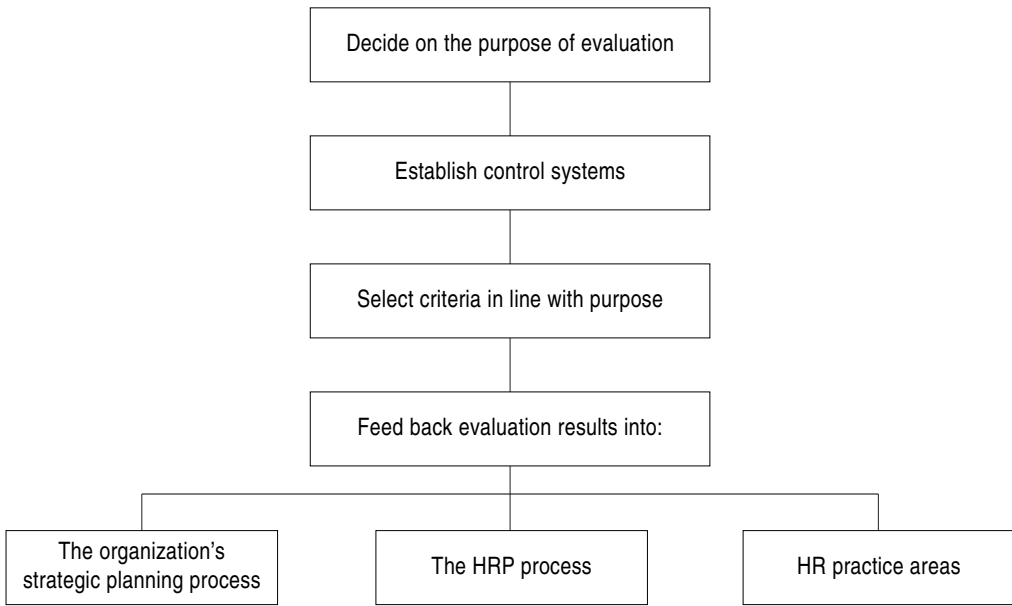 Decide on the purpose of evaluation
Establish control systems
Select criteria in line with purpose
Feed back evaluation results into:
The organization’s
strategic planning process
The HRP process
HR practice areas